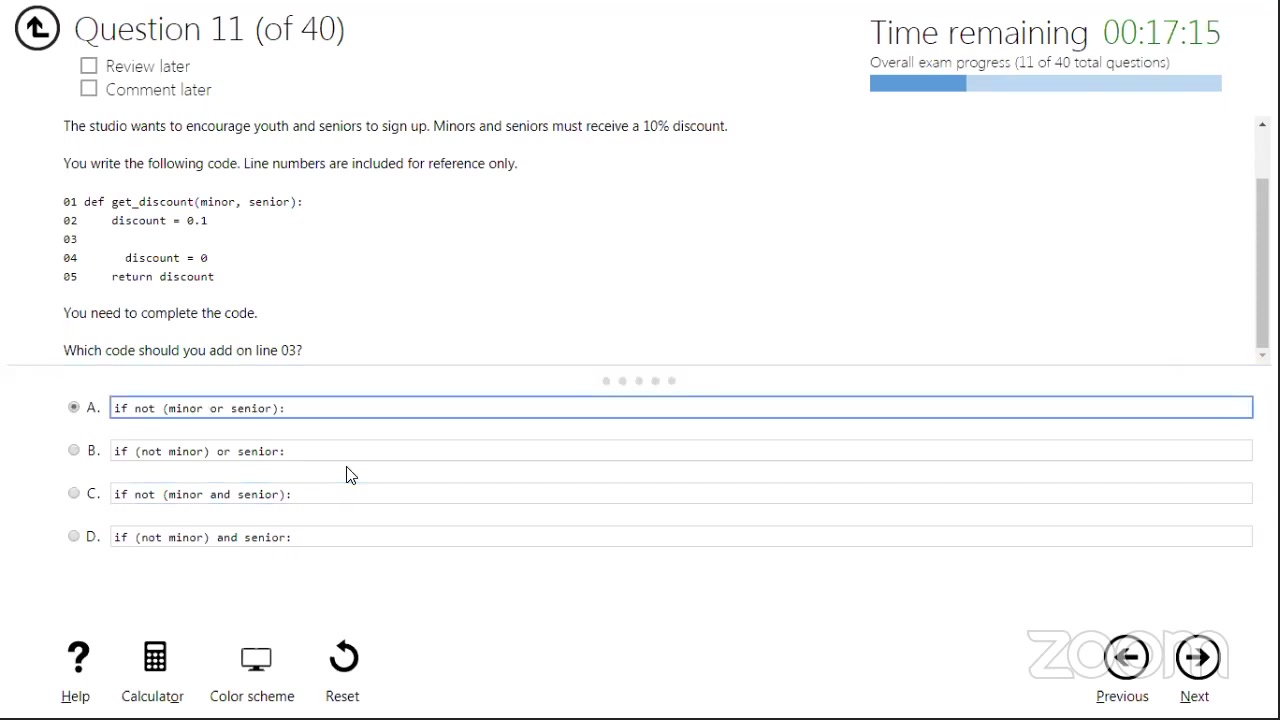 Question 11 (of 40)
Time remaining 00:17:15
Review later
Overall exam progress (11 of 40 total questions)
Comment later
The studio wants to encourage youth and seniors to sign up. Minors and seniors must receive a 10% discount.
You write the following code. Line numbers are included for reference only.
01 def get_discount(minor, senior):
02     discount = 0.1
03
04       discount = 0
05     return discount
You need to complete the code.
Which code should you add on line 03?
A. if not (minor or senior):
B. if (not minor) or senior:
C. if not (minor and senior):
D. if (not minor) and senior:
zoom
Help Calculator Color scheme Reset Previous Next